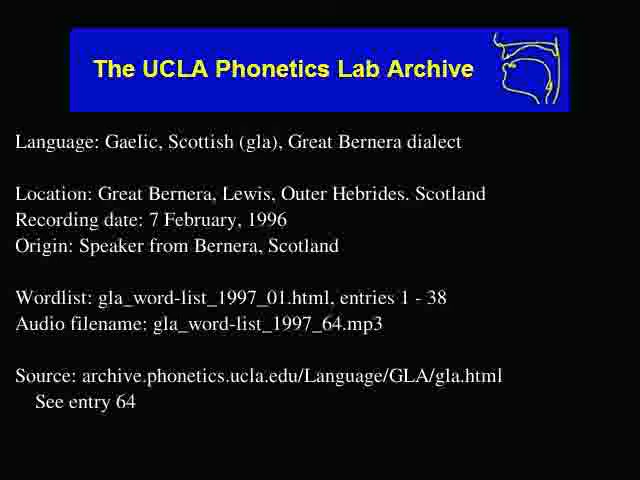 The UCLA Phonetics Lab Archive
Language: Gaelic, Scottish (gla), Great Bernera dialect
Location: Great Bernera, Lewis, Outer Hebrides. Scotland
Recording date: 7 February, 1996
Origin: Speaker from Bernera, Scotland
Wordlist: gla_word-list_1997_01.html, entries 1 - 38
Audio filename: gla_word-list_1997_64.mp3
Source: archive.phonetics.ucla.edu/Language/GLA/gla.html
See entry 64